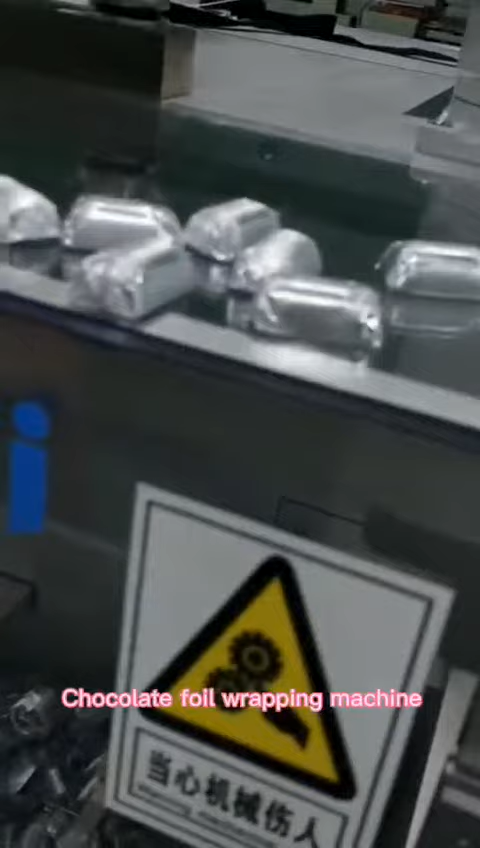 i
Chocolate foil wrapping machine
当心机械伤人